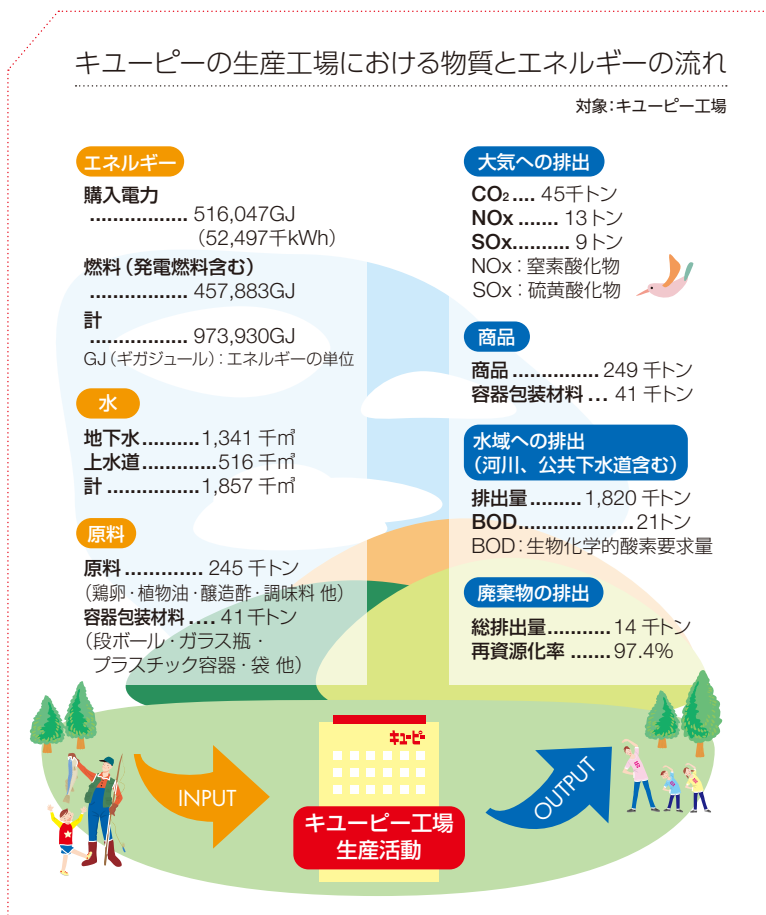 キユーピーの生産工場における物質とエネルギーの流れ
対象:キユーピー工場
エネルギー
購入電力
................. 516,047GJ
(52,497千kWh)
燃料(発電燃料含む)
................. 457,883GJ
計
................. 973,930GJ
GJ(ギガジュール):エネルギーの単位
水
地下水..........1,341 千㎥
上水道.............516 千㎥
計 ................1,857 千㎥
原料
原料 ............. 245 千トン
(鶏卵・植物油・醸造酢・調味料 他)
容器包装材料 .... 41千トン
(段ボール・ガラス瓶・
プラスチック容器・袋 他)
大気への排出
CO₂.... 45千トン
NOx ....... 13トン
SOx.......... 9トン
NOx:窒素酸化物
SOx:硫黄酸化物
商品
商品 ............... 249 千トン
容器包装材料 ... 41 千トン
水域への排出
(河川、公共下水道含む)
排出量......... 1,820 千トン
BOD....................21トン
BOD:生物化学的酸素要求量
廃棄物の排出
総排出量........... 14 千トン
再資源化率 .......97.4%
キユーピー
INPUT
OUTPUT
キユーピー工場
生産活動